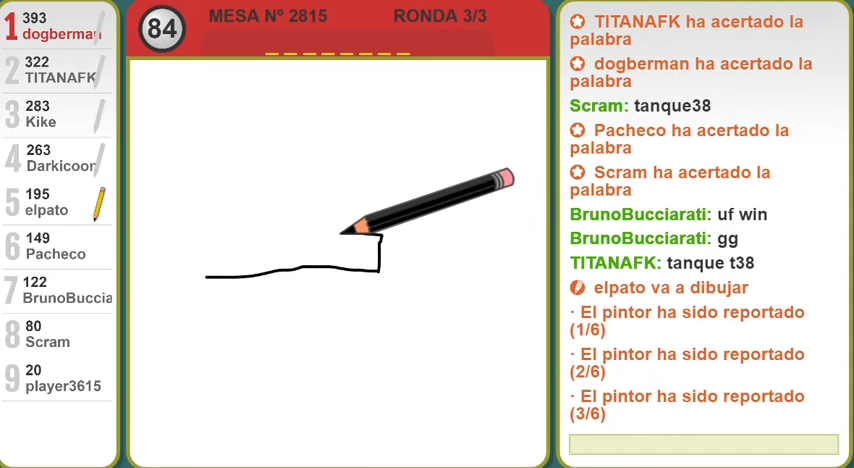 1 393
dogberman
2 322
TITANAFK
3 283
Kike
4 263
Darkicoon
5 195
elpato
6 149
Pacheco
7 122
BrunoBuccia
8 80
Scram
9 20
player3615
84
MESA Nº 2815
RONDA 3/3
_ _ _ _ _ _ _ _
TITANAFK ha acertado la
palabra
dogberman ha acertado la
palabra
Scram: tanque38
Pacheco ha acertado la
palabra
Scram ha acertado la
palabra
BrunoBucciarati: uf win
BrunoBucciarati: gg
TITANAFK: tanque t38
elpato va a dibujar
· El pintor ha sido reportado
(1/6)
· El pintor ha sido reportado
(2/6)
· El pintor ha sido reportado
(3/6)